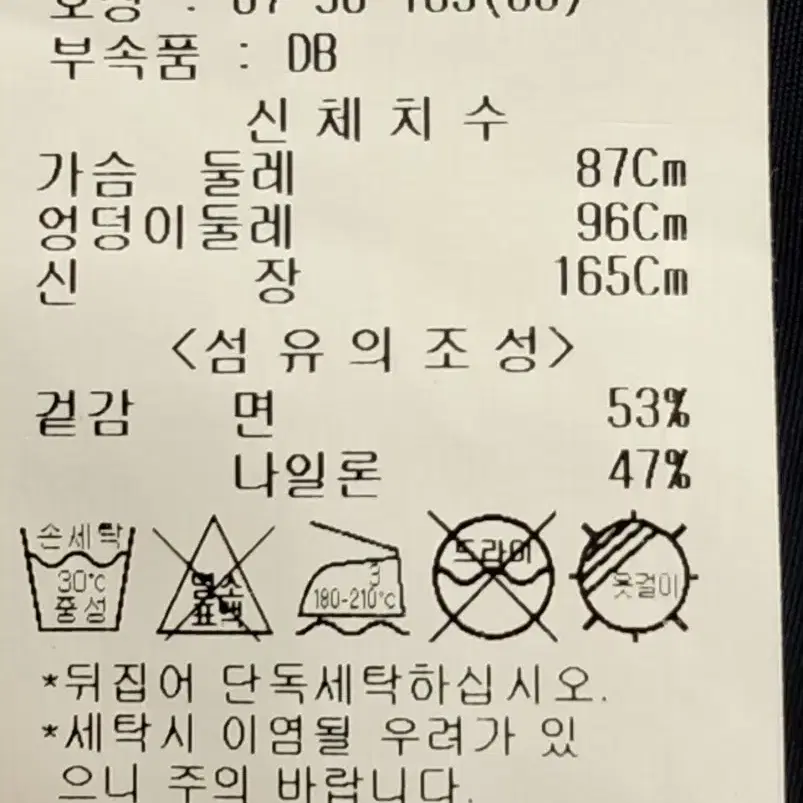 부속품 : DB
신체치수
가슴 둘레 87Cm
엉덩이둘레 96Cm
신 장 165Cm
<섬유의조성>
겉감 면 53%
나일론 47%
손세탁
30℃
중성
염소
표백
3
180-210℃
드라이
옷걸이
*뒤집어 단독세탁하십시오.
*세탁시 이염될 우려가 있
으니 주의 바랍니다.